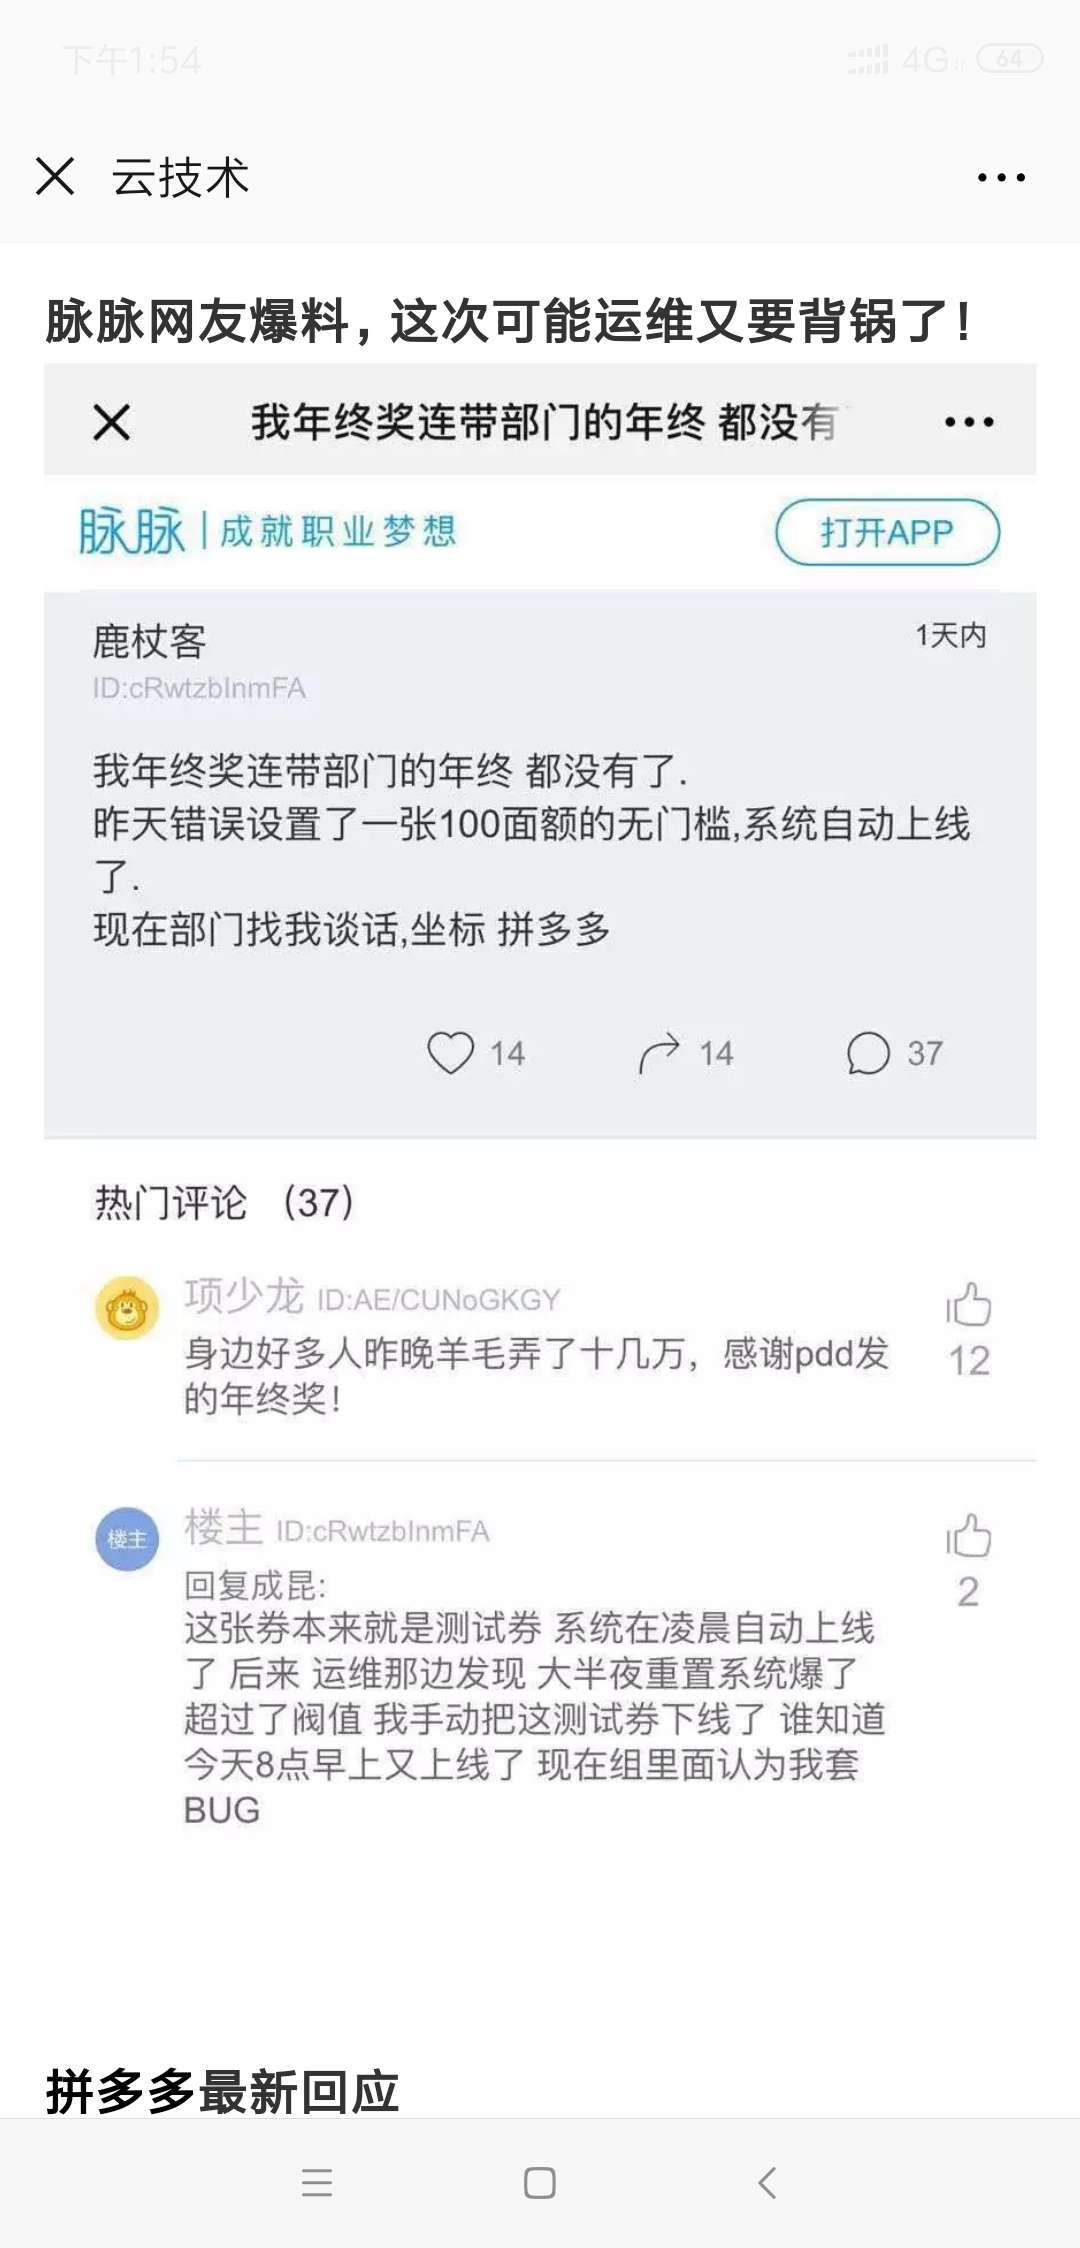 下午1:54
4G
64
云技术
脉脉网友爆料，这次可能运维又要背锅了！
我年终奖连带部门的年终 都没有
脉脉 | 成就职业梦想
打开APP
鹿杖客
1天内
ID:cRwtzbInmFA
我年终奖连带部门的年终 都没有了.
昨天错误设置了一张100面额的无门槛,系统自动上线
了.
现在部门找我谈话,坐标 拼多多
14
14
37
热门评论 （37）
项少龙 ID:AE/CUNoGKGY
身边好多人昨晚羊毛弄了十几万，感谢pdd发
的年终奖！
12
楼主
楼主 ID:cRwtzbInmFA
回复成昆:
这张券本来就是测试券 系统在凌晨自动上线
了 后来 运维那边发现 大半夜重置系统爆了
超过了阀值 我手动把这测试券下线了 谁知道
今天8点早上又上线了 现在组里面认为我套
BUG
2
拼多多最新回应